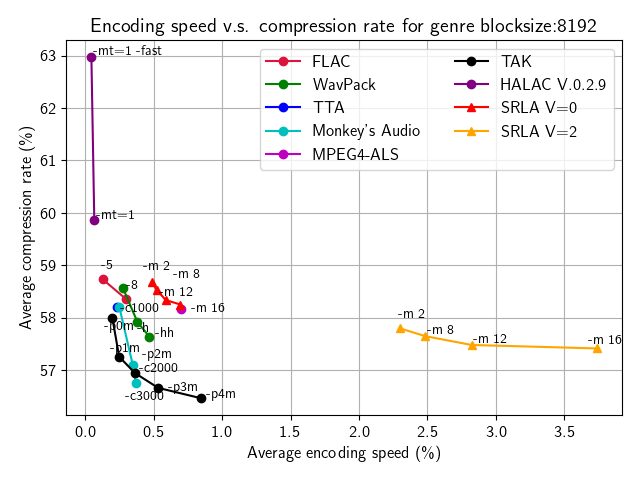 Encoding speed v.s. compression rate for genre blocksize:8192
Average compression rate (%)
63
62
61
60
59
58
57
FLAC
WavPack
TTA
Monkey's Audio
MPEG4-ALS
TAK
HALAC V.0.2.9
SRLA V=0
SRLA V=2
-mt=1 -fast
-mt=1
-5
-8
-m 2
-m 8
-m 12
-m 16
-c1000
-p0m
-h
-hh
-p1m
-p2m
-c2000
-p3m
-c3000
-p4m
-m 2
-m 8
-m 12
-m 16
0.0 0.5 1.0 1.5 2.0 2.5 3.0 3.5
Average encoding speed (%)